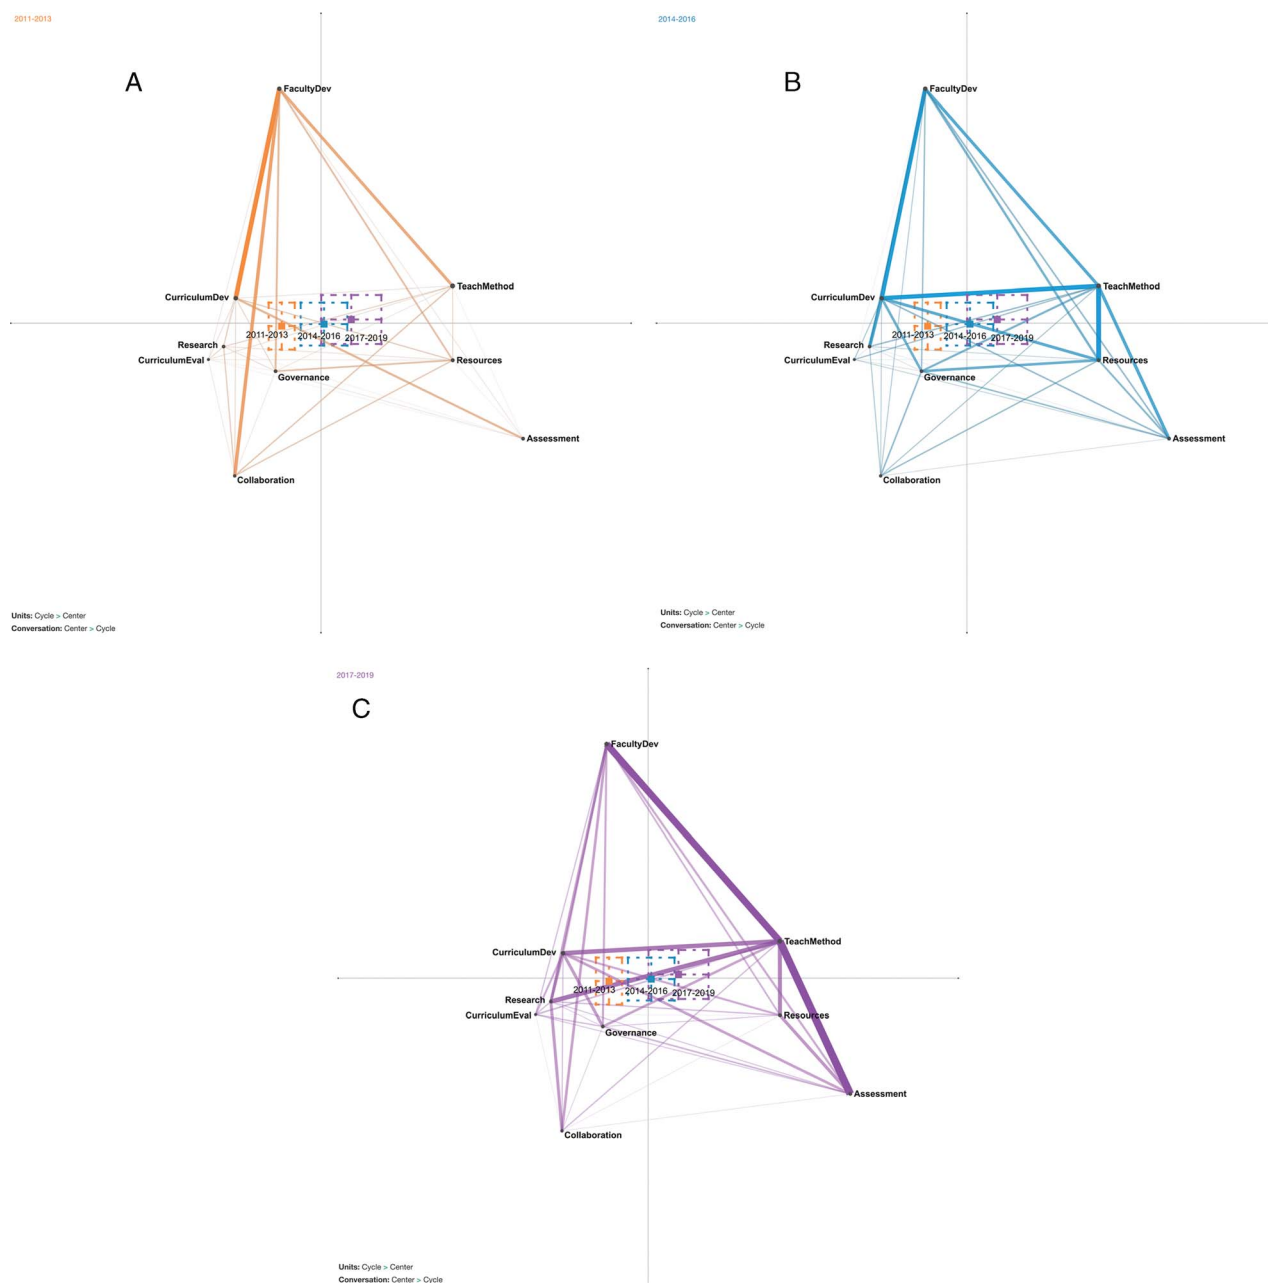 2011-2013
A
FacultyDev
TeachMethod
CurriculumDev
2011-2013 2014-2016 2017-2019
Research
CurriculumEval
Resources
Governance
Assessment
Collaboration
Units: Cycle > Center
Conversation: Center > Cycle
2014-2016
B
FacultyDev
TeachMethod
CurriculumDev
2011-2013 2014-2016 2017-2019
Research
CurriculumEval
Resources
Governance
Assessment
Collaboration
Units: Cycle > Center
Conversation: Center > Cycle
2017-2019
C
FacultyDev
TeachMethod
CurriculumDev
2011-2013 2014-2016 2017-2019
Research
CurriculumEval
Resources
Governance
Assessment
Collaboration
Units: Cycle > Center
Conversation: Center > Cycle